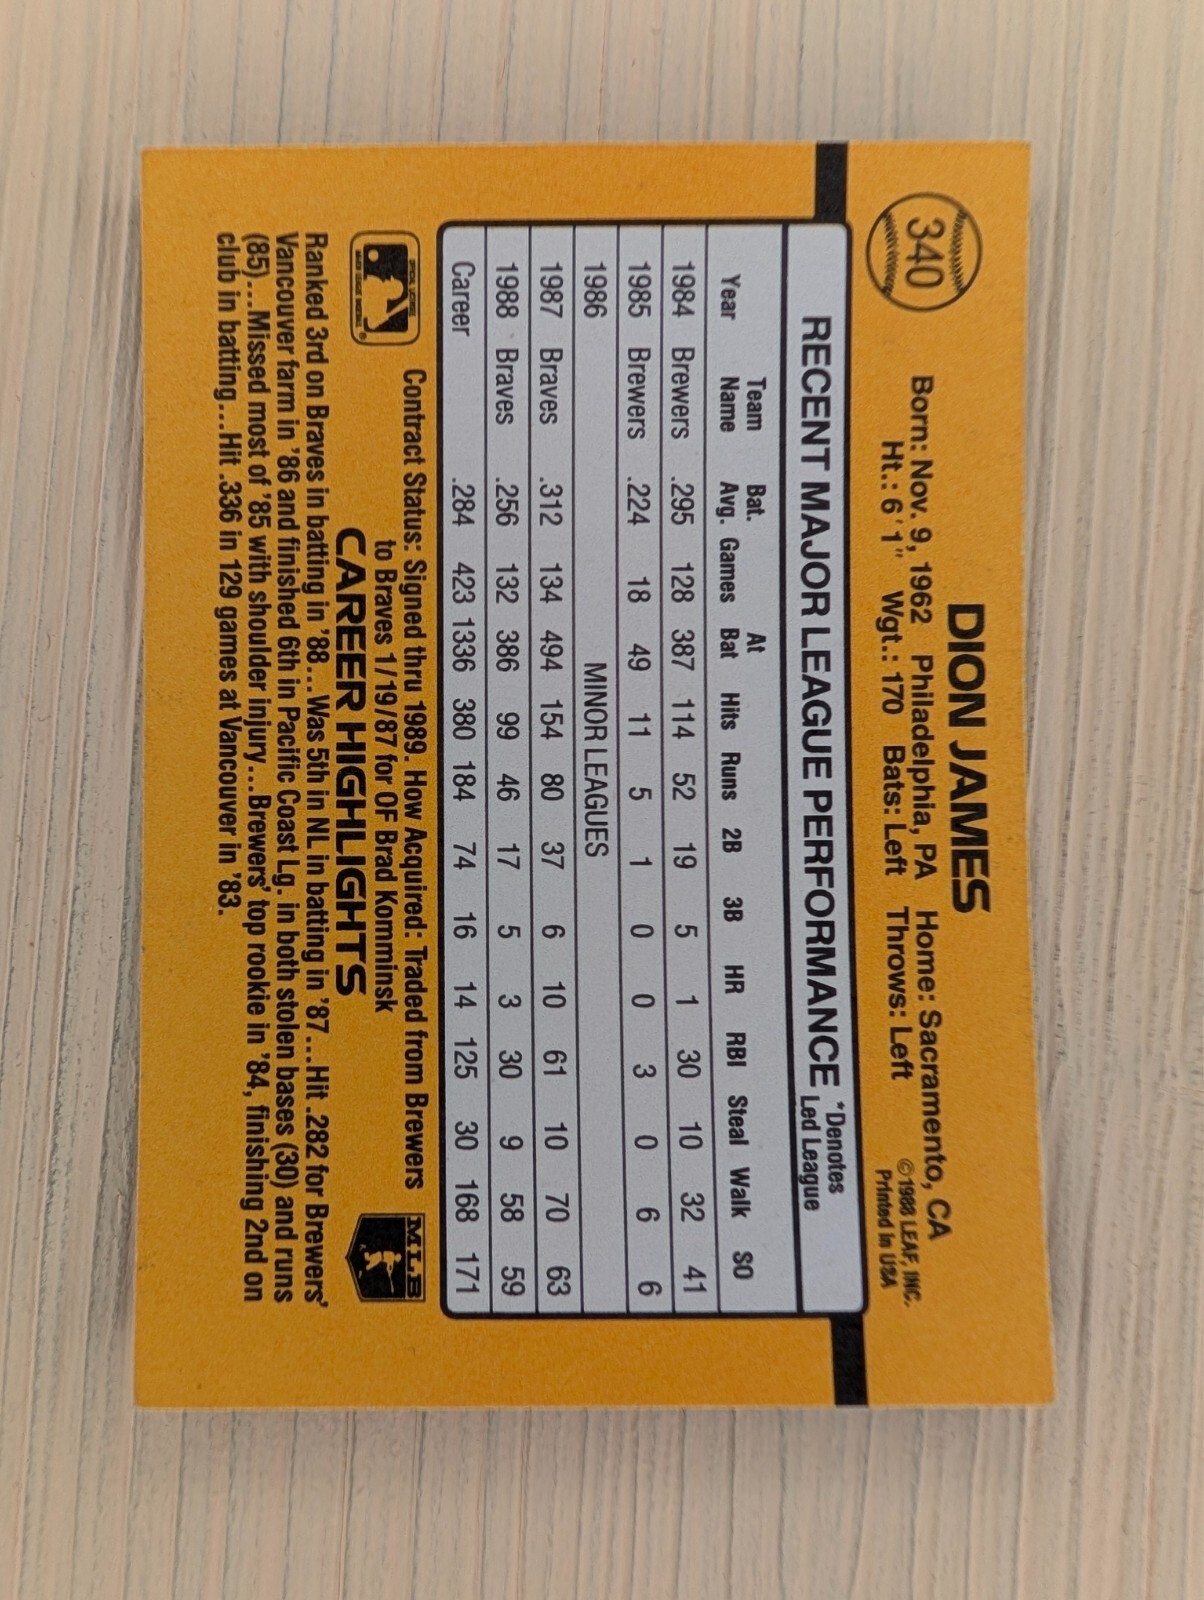 340
DION JAMES
Born: Nov. 9, 1962 Philadelphia, PA Home: Sacramento, CA
Ht.: 6'1" Wgt.: 170 Bats: Left Throws: Left
©1988 LEAF, INC.
Printed in USA
RECENT MAJOR LEAGUE PERFORMANCE *Denotes Led League
Year Team Name Bat. Avg. Games At Bat Hits Runs 2B 3B HR RBI Steal Walk SO
1984 Brewers .295 128 387 114 52 19 5 1 30 10 32 41
1985 Brewers .224 18 49 11 5 1 0 0 3 0 6 6
1986 MINOR LEAGUES
1987 Braves .312 134 494 154 80 37 6 10 61 10 70 63
1988 Braves .256 132 386 99 46 17 5 3 30 9 58 59
Career .284 423 1336 380 184 74 16 14 125 30 168 171
Contract Status: Signed thru 1989. How Acquired: Traded from Brewers
to Braves 1/19/87 for OF Brad Komminsk
MLB
CAREER HIGHLIGHTS
Ranked 3rd on Braves in batting in '88...Was 5th in NL in batting in '87...Hit .282 for Brewers'
Vancouver farm in '86 and finished 6th in Pacific Coast Lg. in both stolen bases (30) and runs
(85)...Missed most of '85 with shoulder injury...Brewers' top rookie in '84, finishing 2nd on
club in batting...Hit .336 in 129 games at Vancouver in '83.